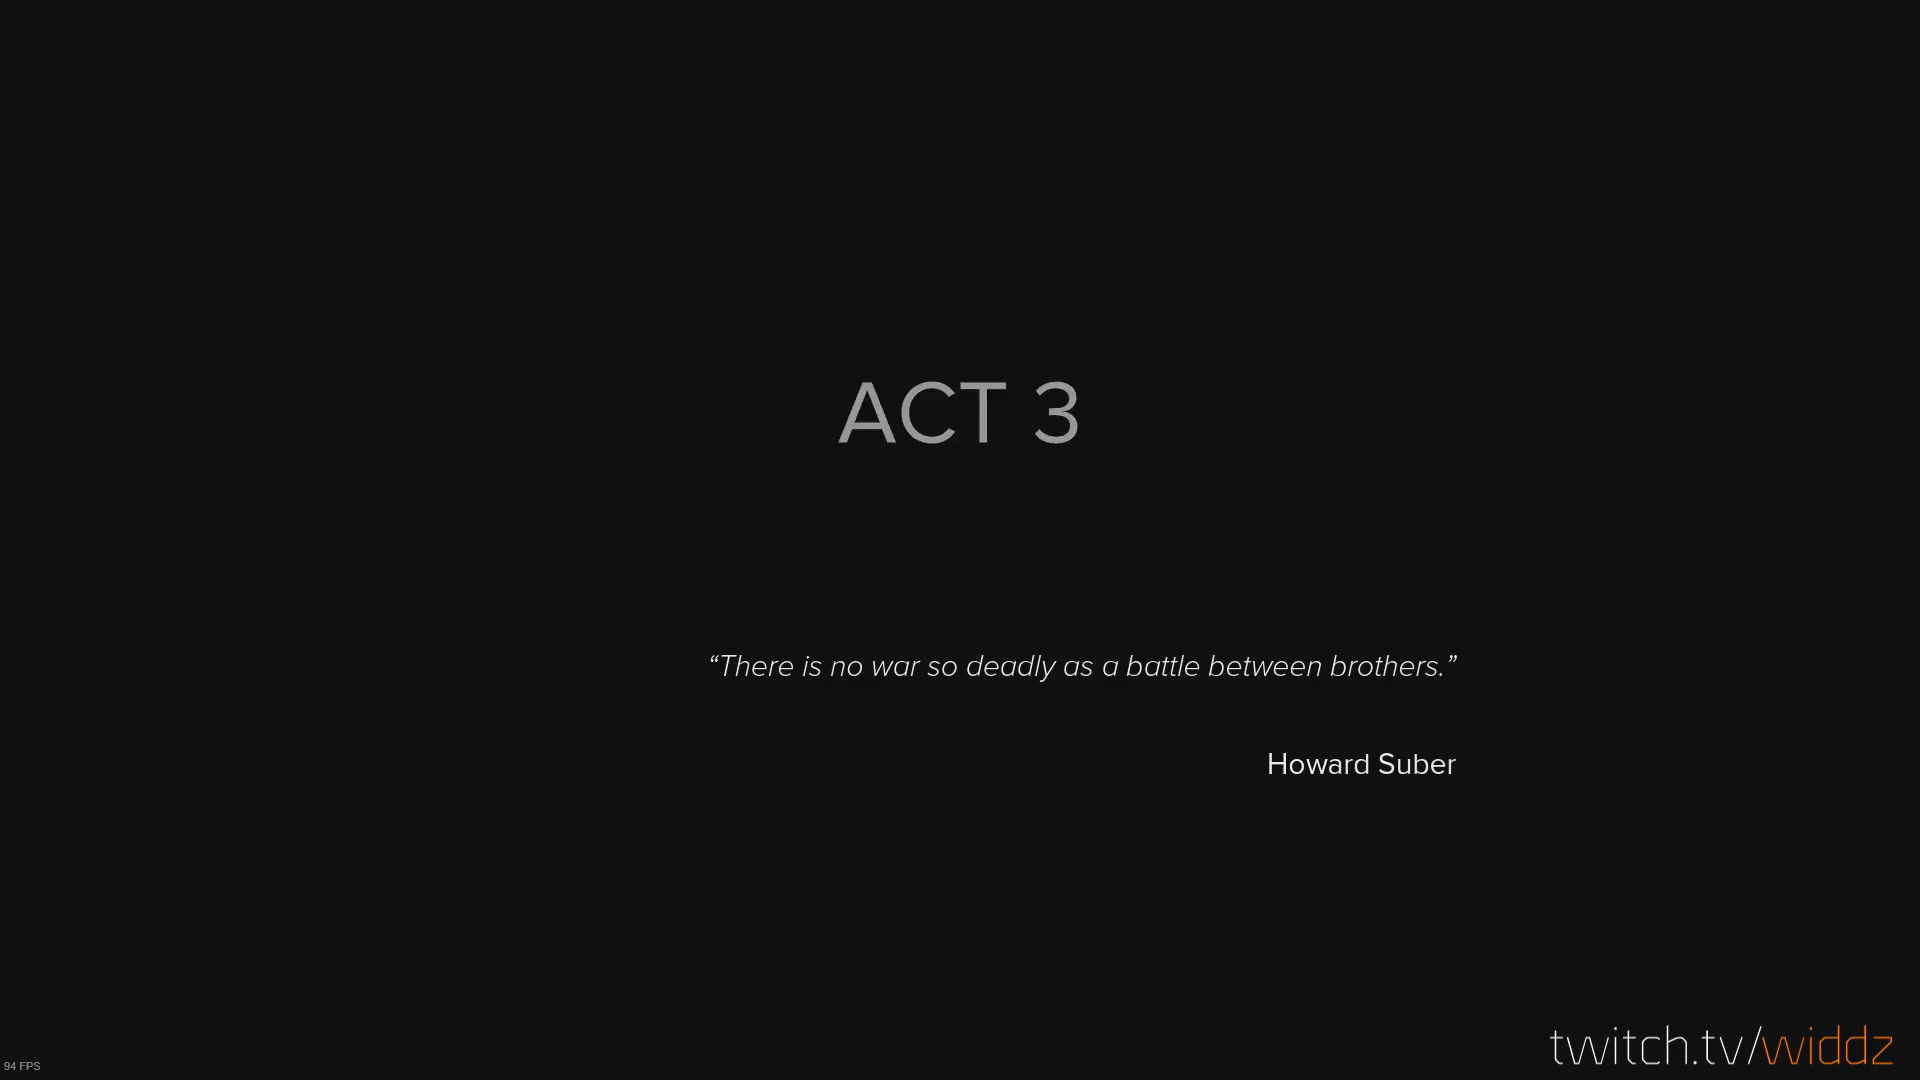 ACT 3
“There is no war so deadly as a battle between brothers.”
Howard Suber
twitch.tv/widdz
94 FPS